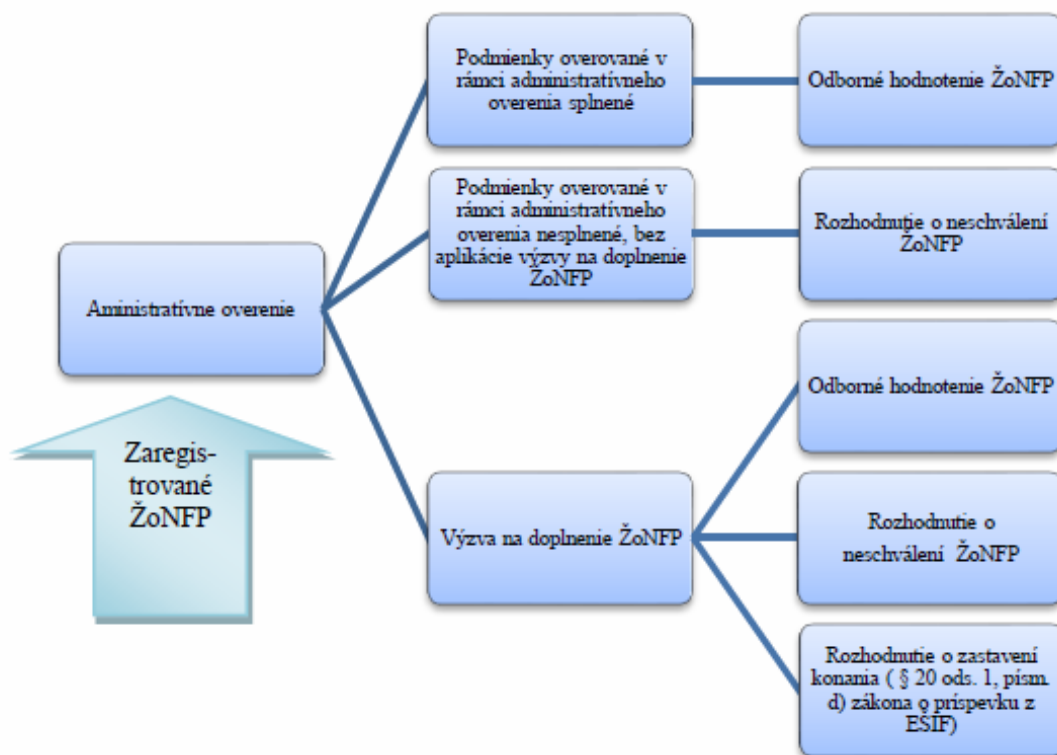 Podmienky overované v
rámci administratívneho
overenia splnené
Odborné hodnotenie ŽoNFP
Podmienky overované v
rámci administratívneho
overenia nesplnené, bez
aplikácie výzvy na doplnenie
ŽoNFP
Rozhodnutie o neschválení
ŽoNFP
Aministratívne overenie
Zaregis-
trované
ŽoNFP
Výzva na doplnenie ŽoNFP
Odborné hodnotenie ŽoNFP
Rozhodnutie o
neschválení ŽoNFP
Rozhodnutie o zastavení
konania ( § 20 ods. 1, písm.
d) zákona o príspevku z
EŠIF)